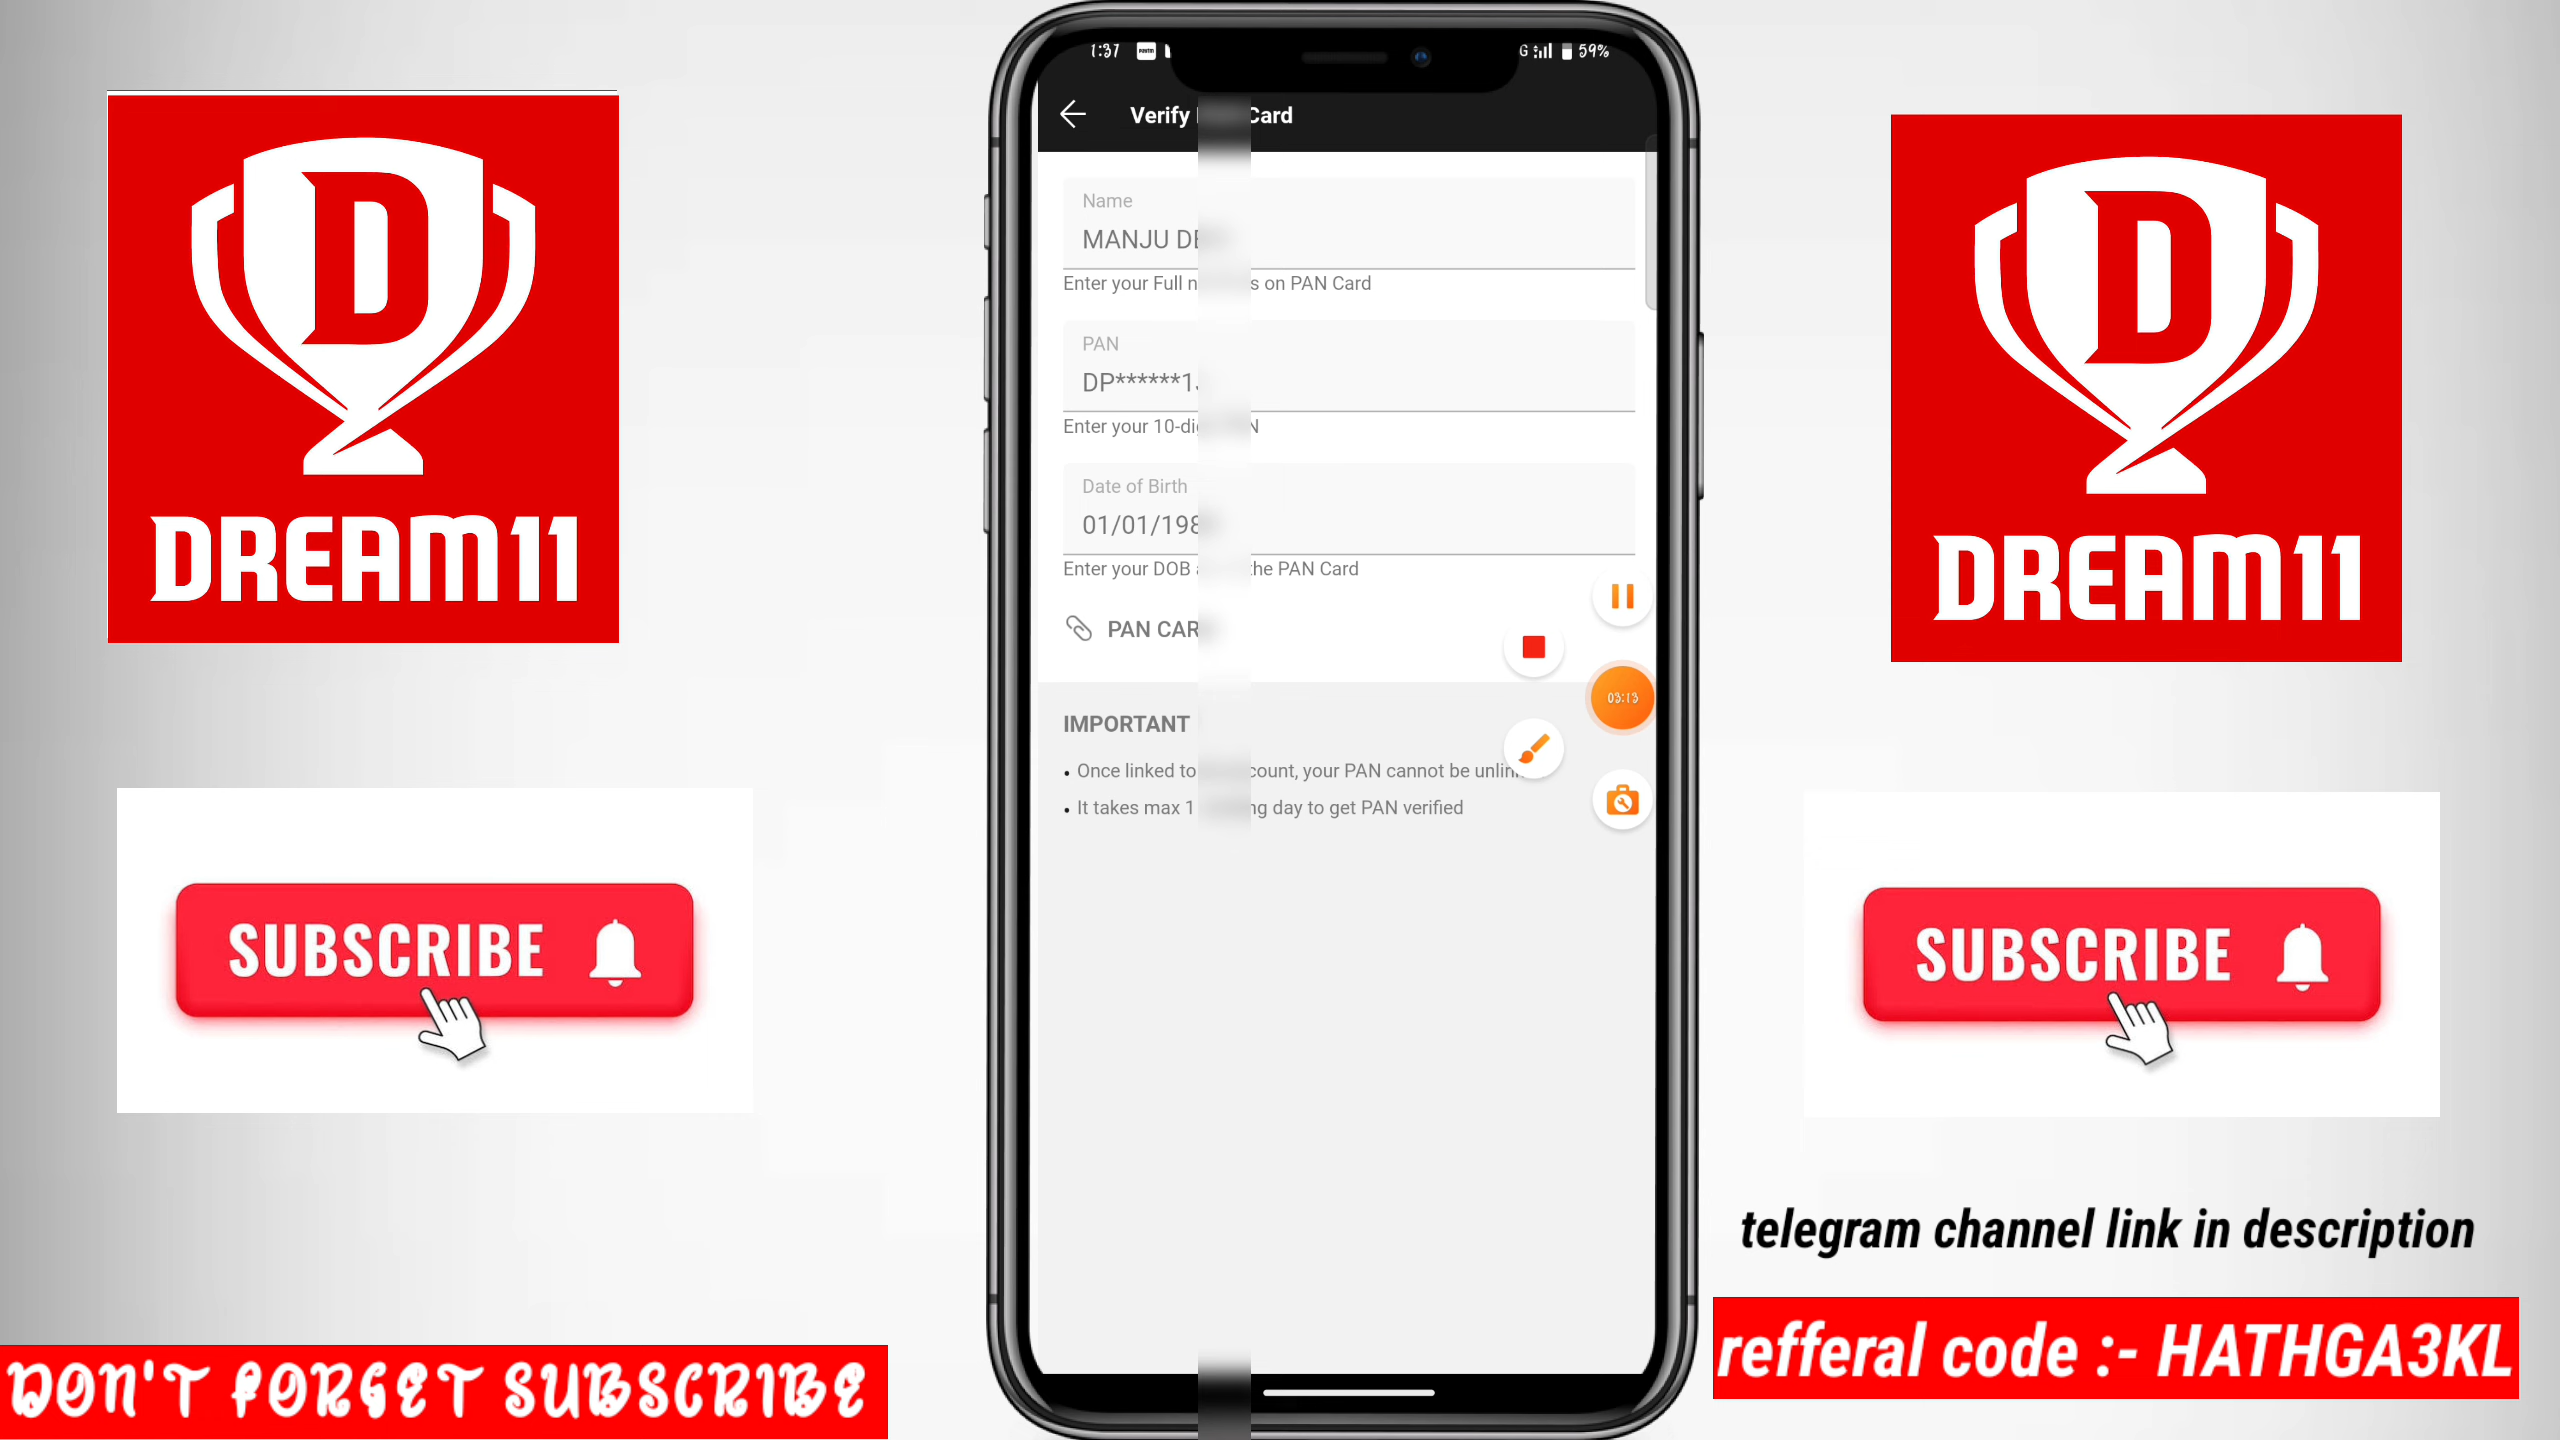 1:37
G 59%
Verify Card
Name
MANJU
Enter your Full s on PAN Card
PAN
DP******1
Enter your 10-di N
Date of Birth
01/01/198
Enter your DOB the PAN Card
PAN CAR
03:13
IMPORTANT
• Once linked to count, your PAN cannot be
• It takes max 1 ng day to get PAN verified
DREAM11
DREAM11
SUBSCRIBE
SUBSCRIBE
telegram channel link in description
refferal code :- HATHGA3KL
DON'T FORGET SUBSCRIBE